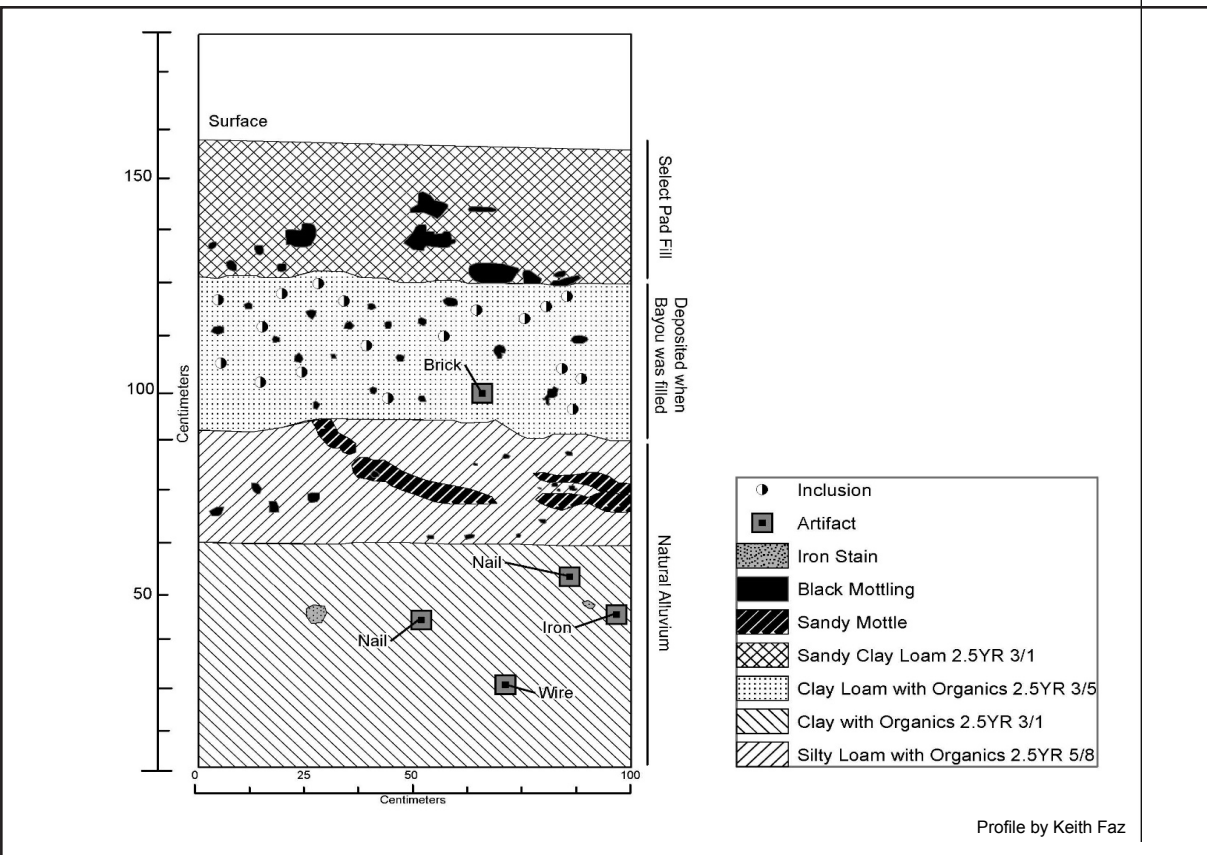 Surface
150
100
50
Centimeters
Select Pad Fill
Deposited when
Bayou was filled
Natural Alluvium
Brick
Nail
Nail
Iron
Wire
0
25
50
100
Centimeters
Inclusion
Artifact
Iron Stain
Black Mottling
Sandy Mottle
Sandy Clay Loam 2.5YR 3/1
Clay Loam with Organics 2.5YR 3/5
Clay with Organics 2.5YR 3/1
Silty Loam with Organics 2.5YR 5/8
Profile by Keith Faz